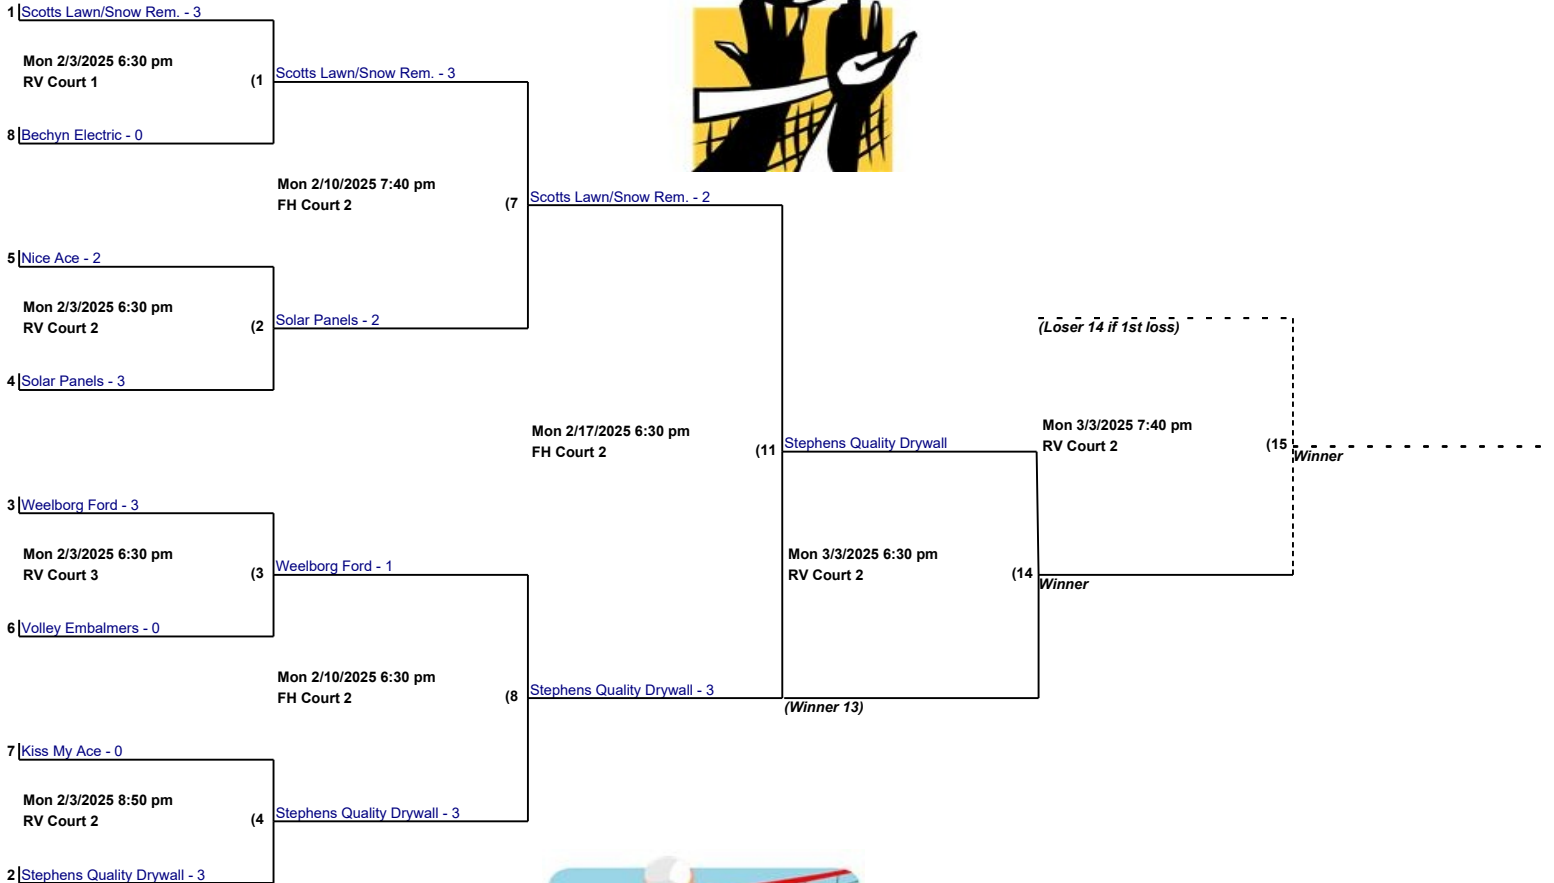 1 Scotts Lawn/Snow Rem. - 3
Mon 2/3/2025 6:30 pm
RV Court 1
(1
Scotts Lawn/Snow Rem. - 3
8 Bechyn Electric - 0
Mon 2/10/2025 7:40 pm
FH Court 2
(7
Scotts Lawn/Snow Rem. - 2
5 Nice Ace - 2
Mon 2/3/2025 6:30 pm
RV Court 2
(2
Solar Panels - 2
(Loser 14 if 1st loss)
4 Solar Panels - 3
Mon 2/17/2025 6:30 pm
FH Court 2
(11
Stephens Quality Drywall
Mon 3/3/2025 7:40 pm
RV Court 2
(15
Winner
3 Weelborg Ford - 3
Mon 2/3/2025 6:30 pm
RV Court 3
(3
Weelborg Ford - 1
Mon 3/3/2025 6:30 pm
RV Court 2
(14
Winner
6 Volley Embalmers - 0
Mon 2/10/2025 6:30 pm
FH Court 2
(8
Stephens Quality Drywall - 3
(Winner 13)
7 Kiss My Ace - 0
Mon 2/3/2025 8:50 pm
RV Court 2
(4
Stephens Quality Drywall - 3
2 Stephens Quality Drywall - 3